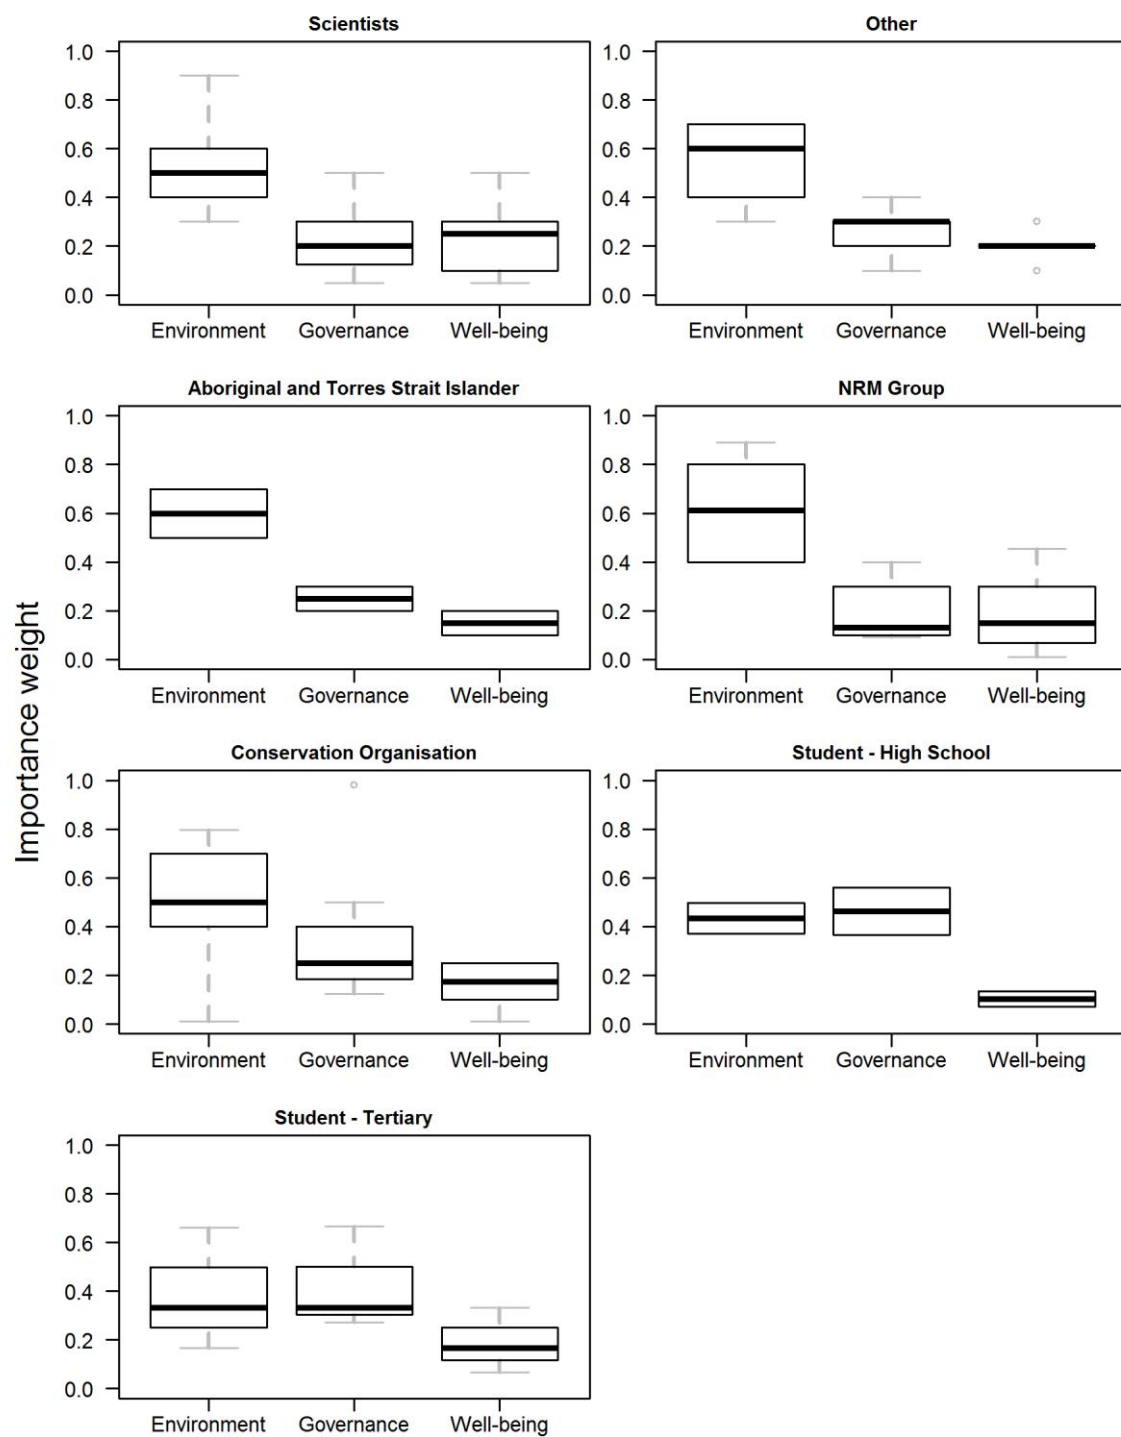 Importance weight
Scientists
1.0
0.8
0.6
0.4
0.2
0.0
Environment Governance Well-being
Other
1.0
0.8
0.6
0.4
0.2
0.0
Environment Governance Well-being
Aboriginal and Torres Strait Islander
1.0
0.8
0.6
0.4
0.2
0.0
Environment Governance Well-being
NRM Group
1.0
0.8
0.6
0.4
0.2
0.0
Environment Governance Well-being
Conservation Organisation
1.0
0.8
0.6
0.4
0.2
0.0
Environment Governance Well-being
Student - High School
1.0
0.8
0.6
0.4
0.2
0.0
Environment Governance Well-being
Student - Tertiary
1.0
0.8
0.6
0.4
0.2
0.0
Environment Governance Well-being